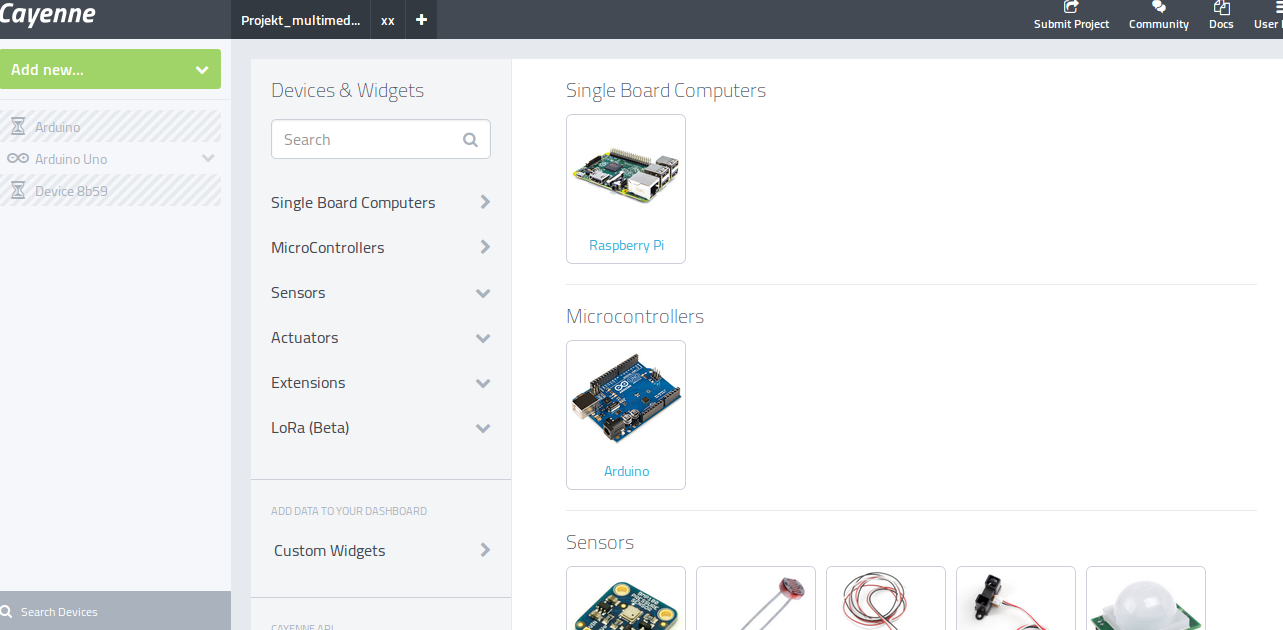 Cayenne
Projekt_multimed...
xx
+
Submit Project
Community
Docs
User
Add new...
Arduino
Arduino Uno
Device 8b59
Search Devices
Devices & Widgets
Search
Single Board Computers
MicroControllers
Sensors
Actuators
Extensions
LoRa (Beta)
ADD DATA TO YOUR DASHBOARD
Custom Widgets
CAYENNE API
Single Board Computers
Raspberry Pi
Microcontrollers
Arduino
Sensors